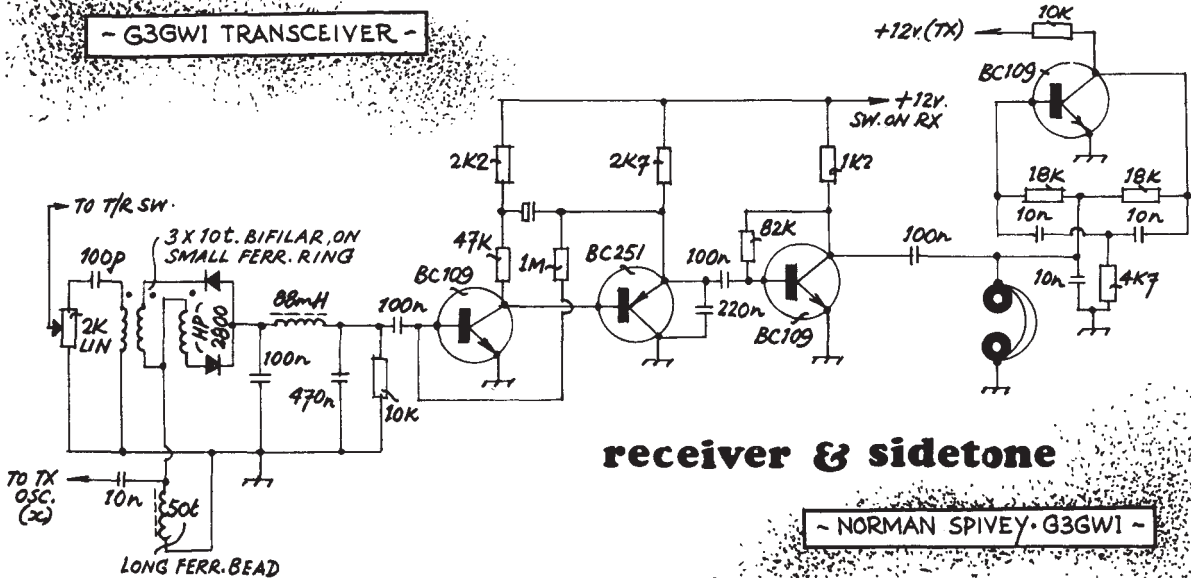 ~ G3GWI TRANSCEIVER ~
+12v.(TX)
10K
BC109
+12v.
SW. ON RX
2K2
2K7
1K2
18K
18K
10n
10n
TO T/R SW.
3 X 10t. BIFILAR, ON
SMALL FERR. RING
100p
47K
1M
BC109
BC251
82K
100n
100n
88mH
100n
2K
LIN
HP
2800
100n
470n
10K
220n
BC109
10n
4K7
receiver & sidetone
TO TX
OSC.
(x)
10n
50t
LONG FERR. BEAD
~ NORMAN SPIVEY · G3GWI ~